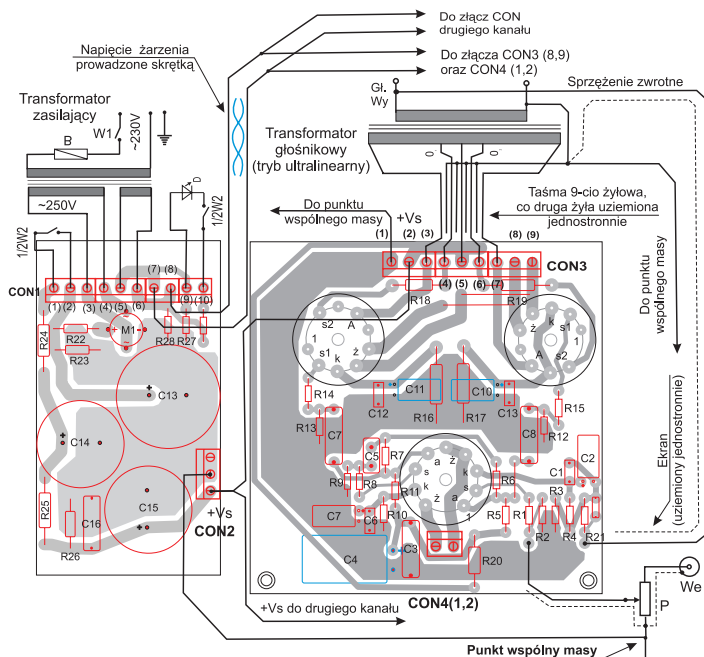 Do złącz CON
drugiego kanału
Napięcie żarzenia
prowadzone skrętką
Do złącza CON3 (8,9)
oraz CON4 (1,2)
Gł.
Wy
Sprzężenie zwrotne
Transformator
zasilający
W1
~230V
B
Transformator
głośnikowy
(tryb ultralinearny)
O
O
~250V
D
1/2W2
1/2W2
Do punktu
wspólnego masy
Taśma 9-cio żyłowa,
co druga żyła uziemiona
jednostronnie
+Vs
(1)
(2)
(3)
(4)
(5)
(6)
(7)
(8)
(9)
CON3
Do punktu
wspólnego masy
CON1
(1)
(2)
(3)
(4)
(5)
(6)
(7)
(8)
(9)
(10)
R24
R22
R23
+ M1 -
R28
R27
C13
C14
C15
R25
R26
C16
+Vs
CON2
R18
R19
s2
A
1
ż
s1
k
ż
k
s1
1
A
s2
R14
C12
C11
R16
R17
C10
C13
R15
R13
C7
C8
R12
C5
R7
R9
R8
R11
a
ż
s
k
k
s
ż
a
1
R6
C1
C2
R3
C7
C6
R10
R5
R1
R2
R4
R21
C4
C3
R20
CON4(1,2)
Ekran
(uziemiony jednostronnie)
We
P
+Vs do drugiego kanału
Punkt wspólny masy